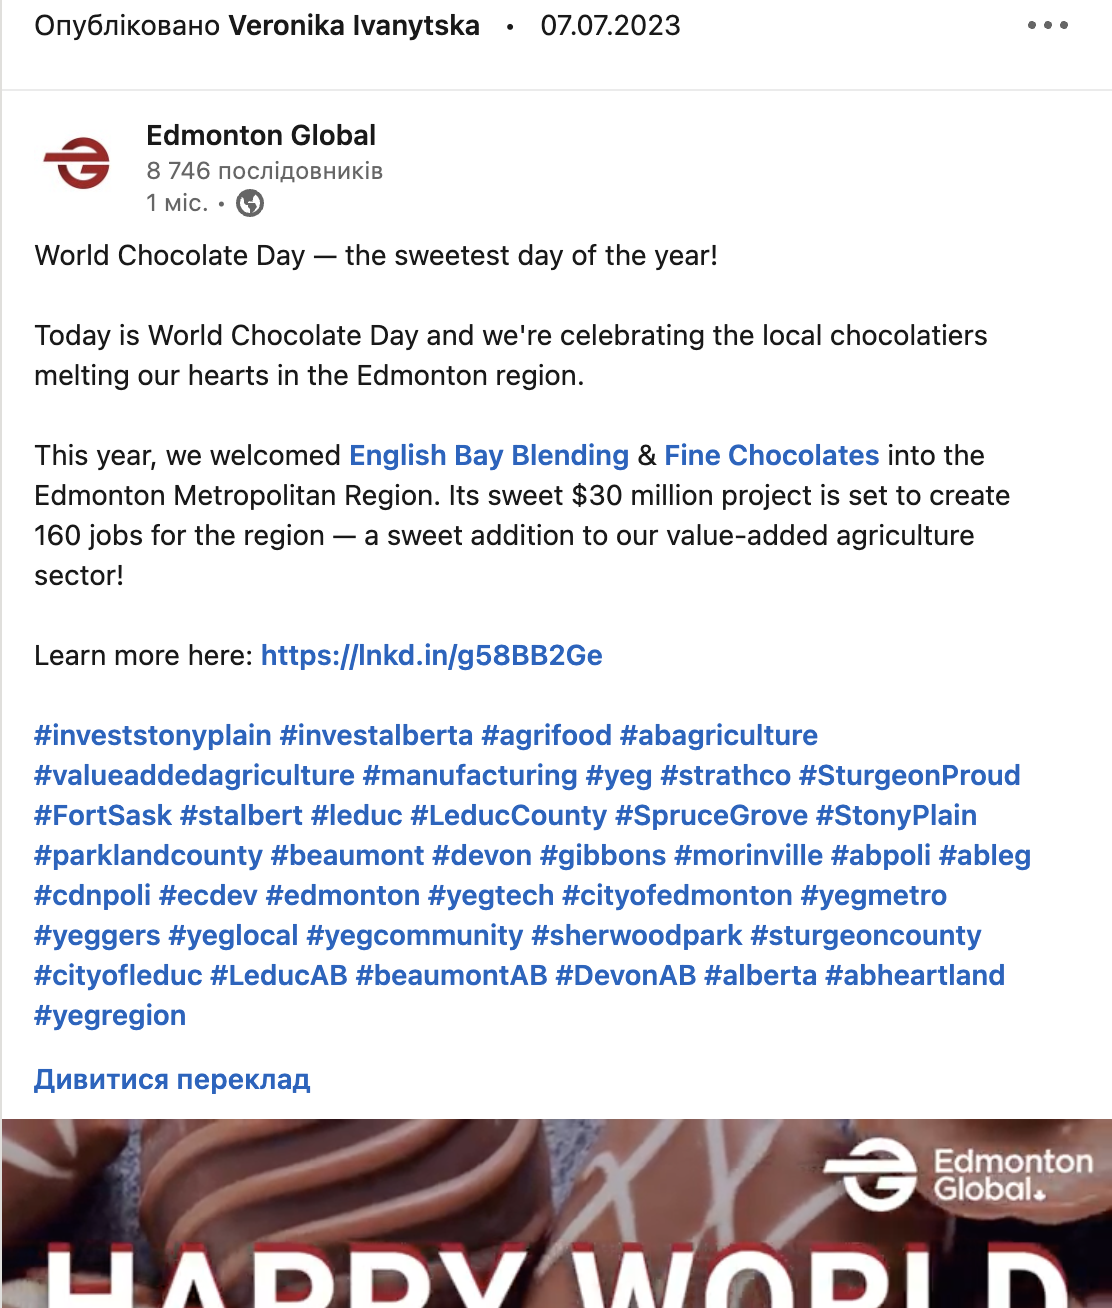 Опубліковано Veronika Ivanytska • 07.07.2023
Edmonton Global
8 746 послідовників
1 міс. •
World Chocolate Day — the sweetest day of the year!
Today is World Chocolate Day and we're celebrating the local chocolatiers
melting our hearts in the Edmonton region.
This year, we welcomed English Bay Blending & Fine Chocolates into the
Edmonton Metropolitan Region. Its sweet $30 million project is set to create
160 jobs for the region — a sweet addition to our value-added agriculture
sector!
Learn more here: https://lnkd.in/g58BB2Ge
#investstonyplain #investalberta #agrifood #abagriculture
#valueaddedagriculture #manufacturing #yeg #strathco #SturgeonProud
#FortSask #stalbert #leduc #LeducCounty #SpruceGrove #StonyPlain
#parklandcounty #beaumont #devon #gibbons #morinville #abpoli #ableg
#cdnpoli #ecdev #edmonton #yegtech #cityofedmonton #yegmetro
#yeggers #yeglocal #yegcommunity #sherwoodpark #sturgeoncounty
#cityofleduc #LeducAB #beaumontAB #DevonAB #alberta #abheartland
#yegregion
Дивитися переклад
Edmonton
Global
HAPPY WORLD